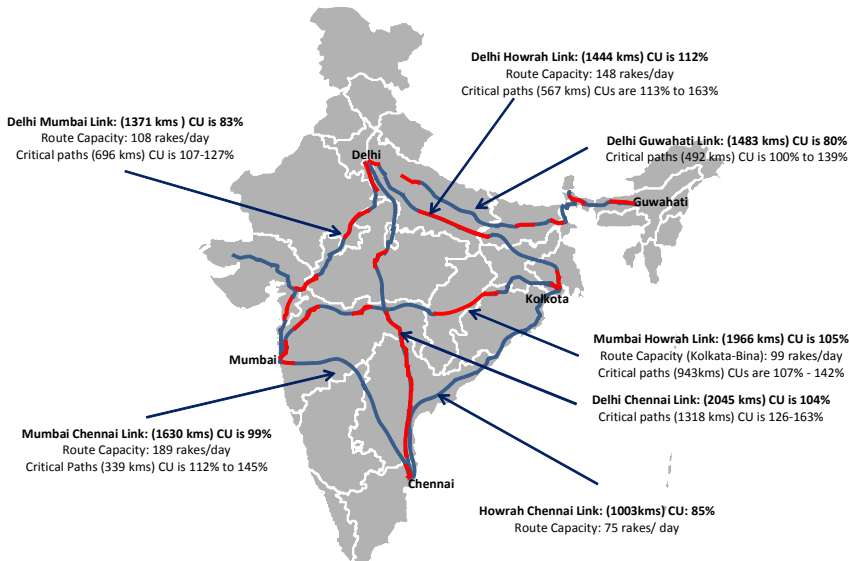 Delhi Howrah Link: (1444 kms) CU is 112%
Route Capacity: 148 rakes/day
Critical paths (567 kms) CUs are 113% to 163%
Delhi Mumbai Link: (1371 kms ) CU is 83%
Route Capacity: 108 rakes/day
Critical paths (696 kms) CU is 107-127%
Delhi Guwahati Link: (1483 kms) CU is 80%
Critical paths (492 kms) CU is 100% to 139%
Delhi
Guwahati
Kolkota
Mumbai
Mumbai Howrah Link: (1966 kms) CU is 105%
Route Capacity (Kolkata-Bina): 99 rakes/day
Critical paths (943kms) CUs are 107% - 142%
Delhi Chennai Link: (2045 kms) CU is 104%
Critical paths (1318 kms) CU is 126-163%
Mumbai Chennai Link: (1630 kms) CU is 99%
Route Capacity: 189 rakes/day
Critical Paths (339 kms) CU is 112% to 145%
Chennai
Howrah Chennai Link: (1003kms) CU: 85%
Route Capacity: 75 rakes/ day